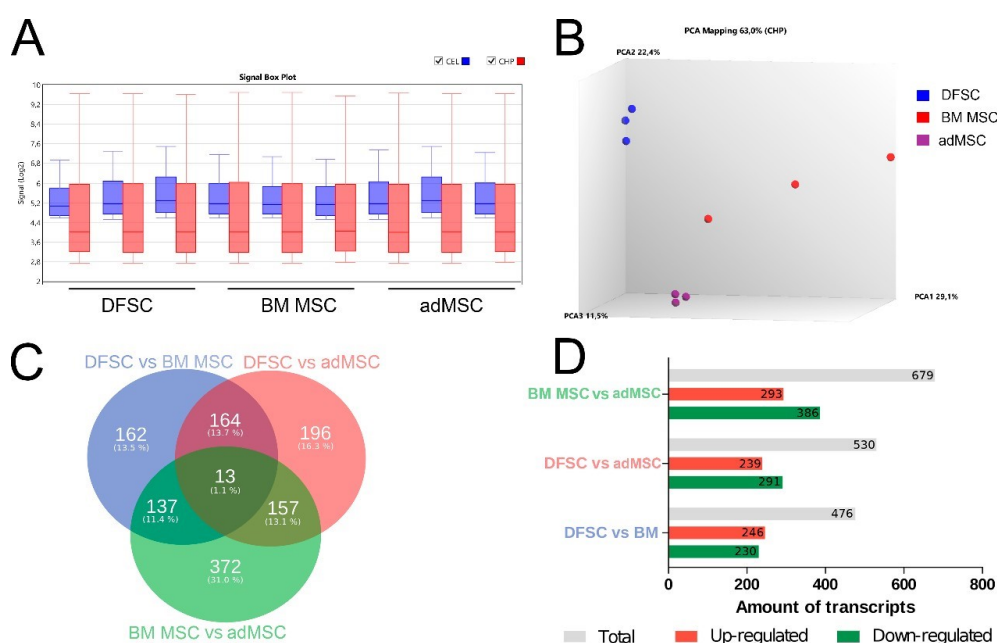 A
CEL CHP
Signal Box Plot
Signal (Log2)
10
9,2
8,4
7,6
6,8
6
5,2
4,4
3,6
2,8
2
DFSC BM MSC adMSC
B
PCA Mapping 63,0% (CHP)
PCA2 22,4%
DFSC
BM MSC
adMSC
PCA1 29,1%
PCA3 11,5%
C
DFSC vs BM MSC DFSC vs adMSC
162
(13.5 %)
164
(13.7 %)
196
(16.3 %)
13
(1.1 %)
137
(11.4 %)
157
(13.1 %)
372
(31.0 %)
BM MSC vs adMSC
D
679
BM MSC vs adMSC 293
386
530
DFSC vs adMSC 239
291
476
DFSC vs BM 246
230
0 200 400 600 800
Amount of transcripts
Total Up-regulated Down-regulated